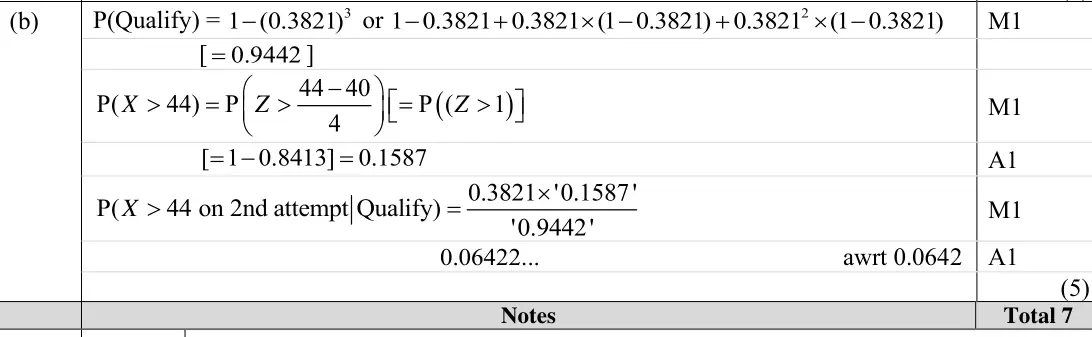 (b) P(Qualify) = 1−(0.3821)³ or 1−0.3821+0.3821×(1−0.3821)+0.3821²×(1−0.3821) M1
[ = 0.9442 ]
P(X > 44) = P(Z > (44 − 40)/4) [= P((Z > 1)] M1
[= 1−0.8413] = 0.1587 A1
P(X > 44 on 2nd attempt|Qualify) = (0.3821×'0.1587')/('0.9442') M1
0.06422... awrt 0.0642 A1
(5)
Notes Total 7